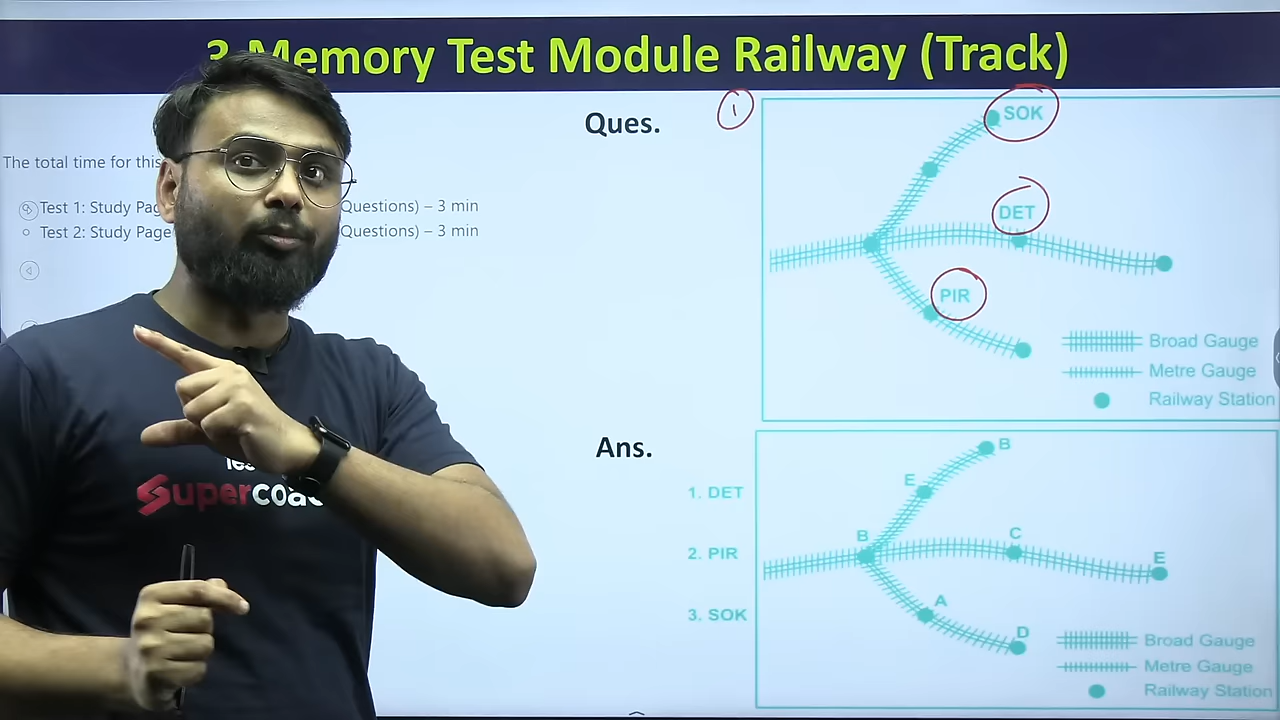 3 Memory Test Module Railway (Track)
Ques.
1
The total time for this
Test 1: Study Pag
Questions) – 3 min
Test 2: Study Page
Questions) – 3 min
SOK
DET
PIR
Broad Gauge
Metre Gauge
Railway Station
Supercoac
Ans.
1. DET
2. PIR
3. SOK
B
E
B
C
E
A
D
Broad Gauge
Metre Gauge
Railway Station